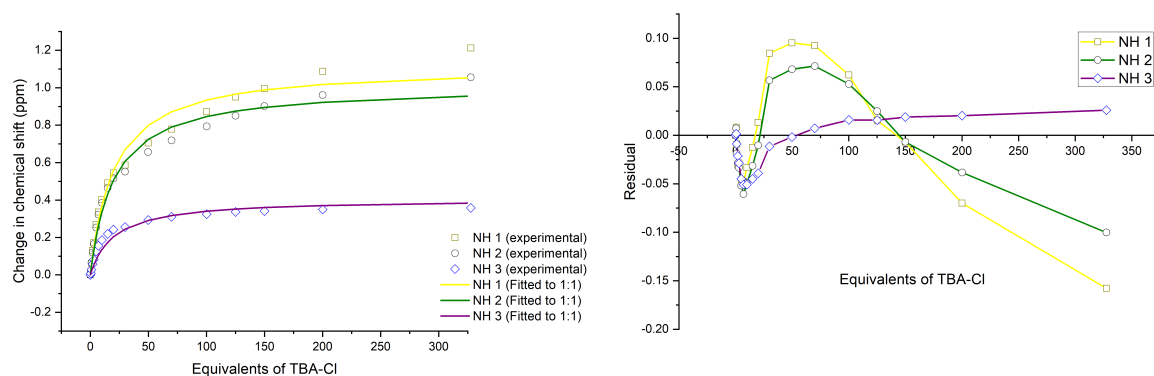 Change in chemical shift (ppm)
1.2
1.0
0.8
0.6
0.4
0.2
0.0
-0.2
0 50 100 150 200 250 300
Equivalents of TBA-Cl
NH 1 (experimental)
NH 2 (experimental)
NH 3 (experimental)
NH 1 (Fitted to 1:1)
NH 2 (Fitted to 1:1)
NH 3 (Fitted to 1:1)
Residual
0.10
0.05
0.00
-0.05
-0.10
-0.15
-0.20
-50 0 50 100 150 200 250 300 350
Equivalents of TBA-Cl
NH 1
NH 2
NH 3